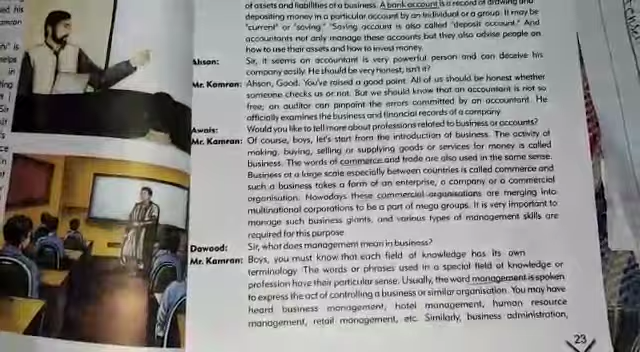 of assets and liabilities of a business. A bank account is a record of drawing and
depositing money in a particular account by an individual or a group. It may be
"current" or "saving." "Saving account is also called "deposit account." And
accountants not only manage these accounts but they also advise people on
how to use their assets and how to invest money.
Ahson: Sir, it seems an accountant is very powerful person and can deceive his
company easily. He should be very honest, isn't it?
Mr. Kamran: Ahson, Good. You've raised a good point. All of us should be honest whether
someone checks us or not. But we should know that an accountant is not so
free; an auditor can pinpoint the errors committed by an accountant. He
officially examines the business and financial records of a company.
Awais: Would you like to tell more about professions related to business or accounts?
Mr. Kamran: Of course, boys, let's start from the introduction of business. The activity of
making, buying, selling or supplying goods or services for money is called
business. The words of commerce and trade are also used in the same sense.
Business at a large scale especially between countries is called commerce and
such a business takes a form of an enterprise, a company or a commercial
organisation. Nowadays these commercial organisations are merging into
multinational corporations to be a part of mega groups. It is very important to
manage such business giants, and various types of management skills are
required for this purpose.
Dawood: Sir, what does management mean in business?
Mr. Kamran: Boys, you must know that each field of knowledge has its own
terminology. The words or phrases used in a special field of knowledge or
profession have their particular sense. Usually, the word management is spoken
to express the act of controlling a business or similar organisation. You may have
heard business management, hotel management, human resource
management, retail management, etc. Similarly, business administration,
23